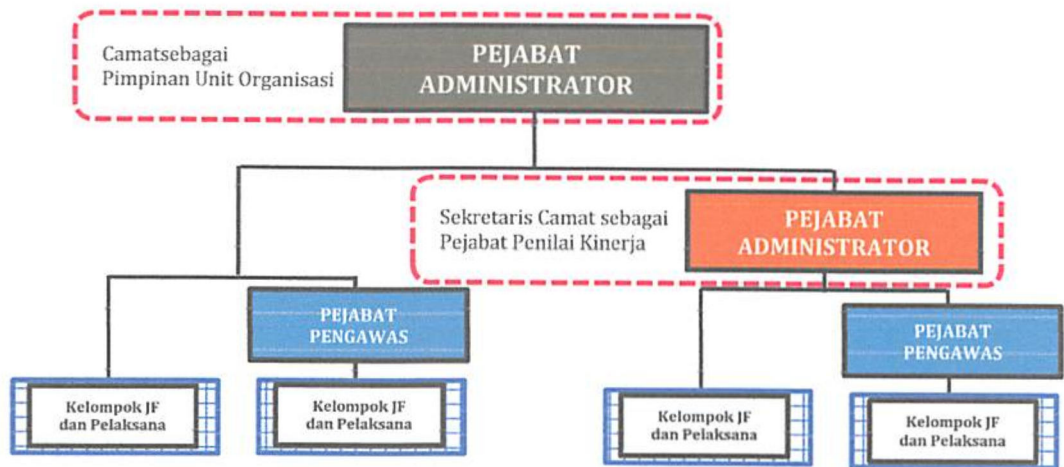 Camatsebagai
Pimpinan Unit Organisasi
PEJABAT
ADMINISTRATOR
Sekretaris Camat sebagai
Pejabat Penilai Kinerja
PEJABAT
ADMINISTRATOR
PEJABAT
PENGAWAS
PEJABAT
PENGAWAS
Kelompok JF
dan Pelaksana
Kelompok JF
dan Pelaksana
Kelompok JF
dan Pelaksana
Kelompok JF
dan Pelaksana